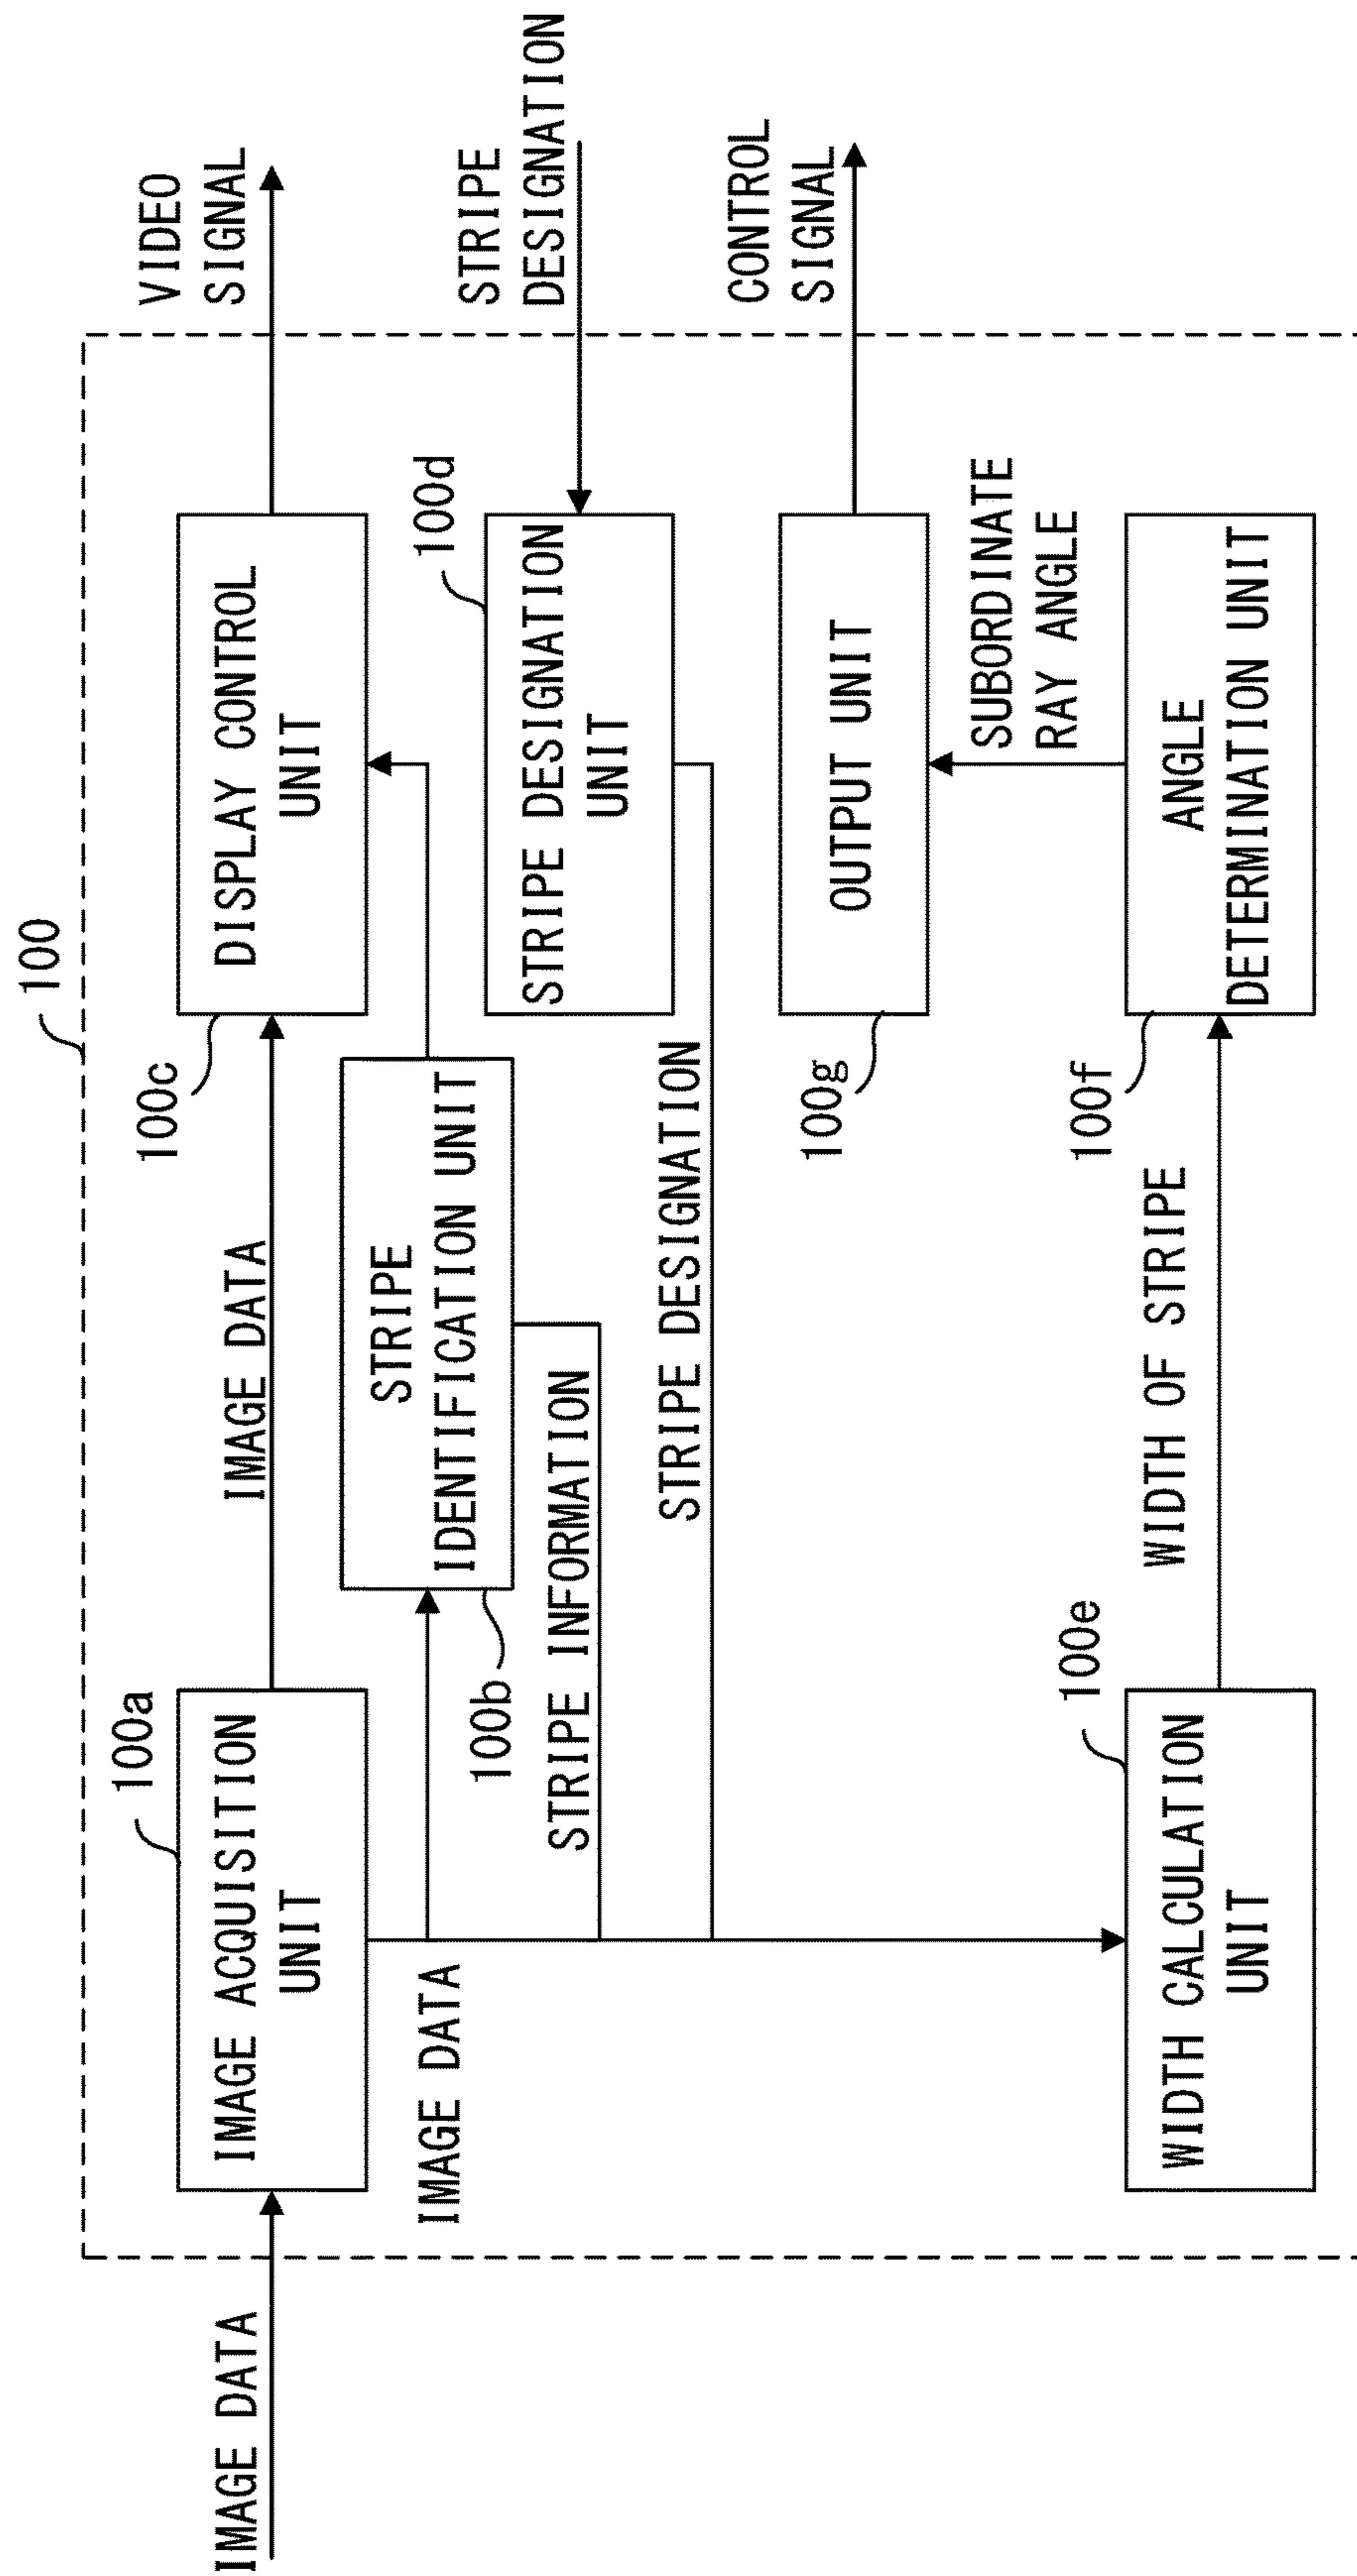 100
IMAGE DATA
100a
IMAGE ACQUISITION
UNIT
IMAGE DATA
100c
DISPLAY CONTROL
UNIT
VIDEO
SIGNAL
IMAGE DATA
100b
STRIPE
IDENTIFICATION UNIT
STRIPE INFORMATION
100d
STRIPE DESIGNATION
UNIT
STRIPE
DESIGNATION
STRIPE DESIGNATION
100g
OUTPUT UNIT
CONTROL
SIGNAL
SUBORDINATE
RAY ANGLE
100e
WIDTH CALCULATION
UNIT
WIDTH OF STRIPE
100f
ANGLE
DETERMINATION UNIT